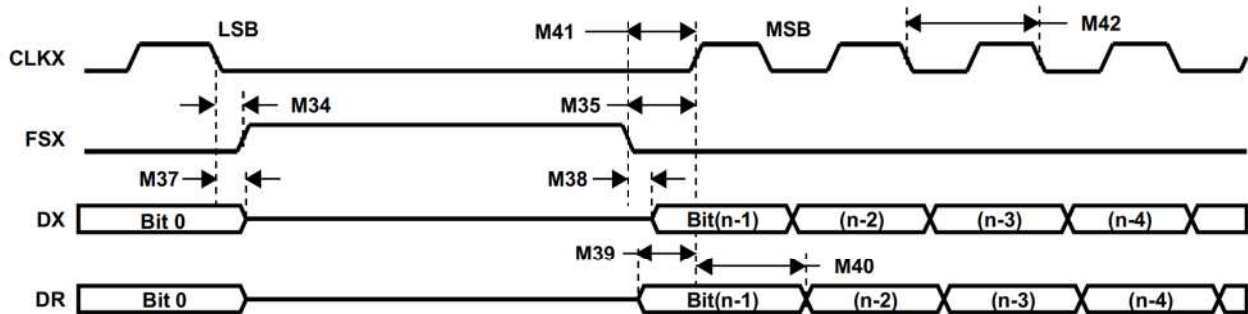 LSB M41 MSB M42
CLKX
M34 M35
FSX
M37 M38
DX Bit 0 Bit(n-1) (n-2) (n-3) (n-4)
M39 M40
DR Bit 0 Bit(n-1) (n-2) (n-3) (n-4)